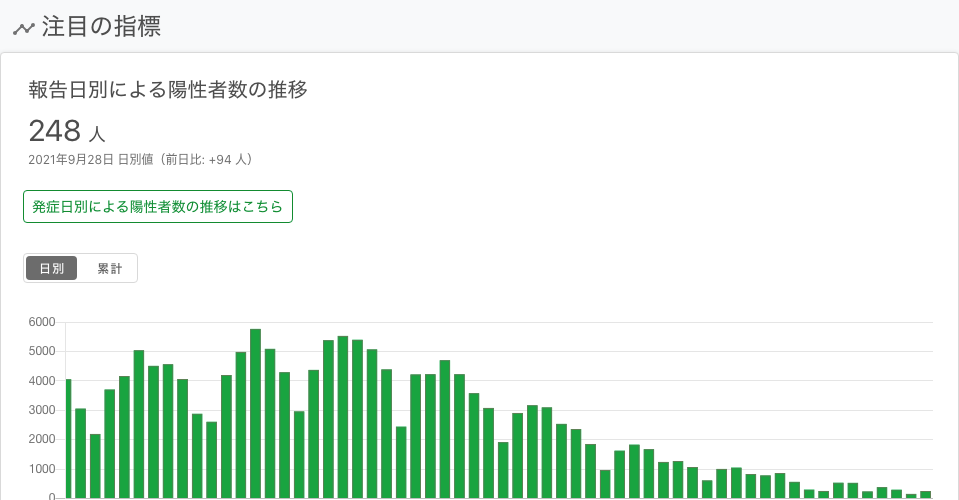 注目の指標
報告日別による陽性者数の推移
248 人
2021年9月28日 日別値（前日比: +94 人）
発症日別による陽性者数の推移はこちら
日別 累計
6000
5000
4000
3000
2000
1000
0